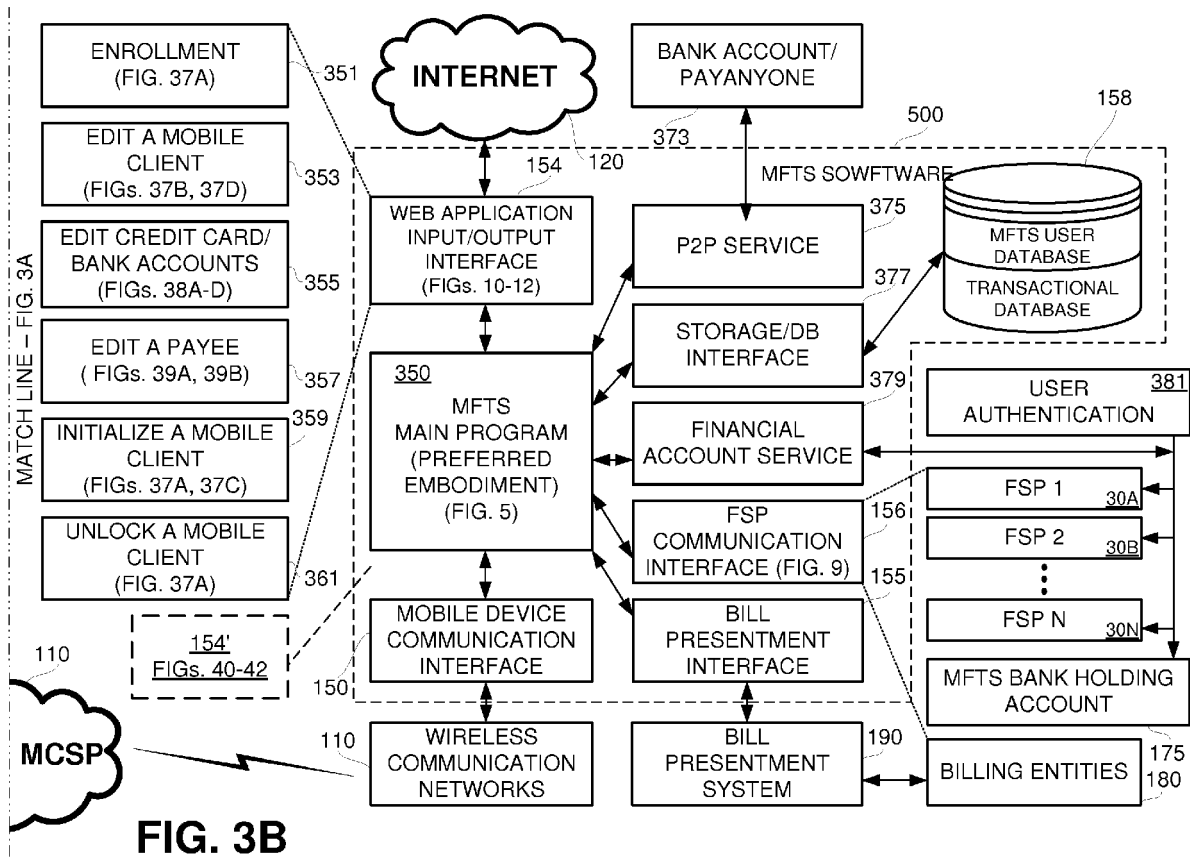 MATCH LINE – FIG. 3A
ENROLLMENT
(FIG. 37A)
351
EDIT A MOBILE
CLIENT
(FIGs. 37B, 37D)
353
EDIT CREDIT CARD/
BANK ACCOUNTS
(FIGs. 38A-D)
355
EDIT A PAYEE
( FIGs. 39A, 39B)
357
359
INITIALIZE A MOBILE
CLIENT
(FIGs. 37A, 37C)
UNLOCK A MOBILE
CLIENT
(FIG. 37A)
361
154'
FIGs. 40-42
110
MCSP
INTERNET
120
154
WEB APPLICATION
INPUT/OUTPUT
INTERFACE
(FIGs. 10-12)
350
MFTS
MAIN PROGRAM
(PREFERRED
EMBODIMENT)
(FIG. 5)
MOBILE DEVICE
COMMUNICATION
INTERFACE
150
110
WIRELESS
COMMUNICATION
NETWORKS
BANK ACCOUNT/
PAYANYONE
373
500
158
MFTS SOWFTWARE
375
P2P SERVICE
377
STORAGE/DB
INTERFACE
379
FINANCIAL
ACCOUNT SERVICE
156
FSP
COMMUNICATION
INTERFACE (FIG. 9)
155
BILL
PRESENTMENT
INTERFACE
190
BILL
PRESENTMENT
SYSTEM
MFTS USER
DATABASE
TRANSACTIONAL
DATABASE
USER
AUTHENTICATION
381
FSP 1
30A
FSP 2
30B
FSP N
30N
MFTS BANK HOLDING
ACCOUNT
175
BILLING ENTITIES
180
FIG. 3B